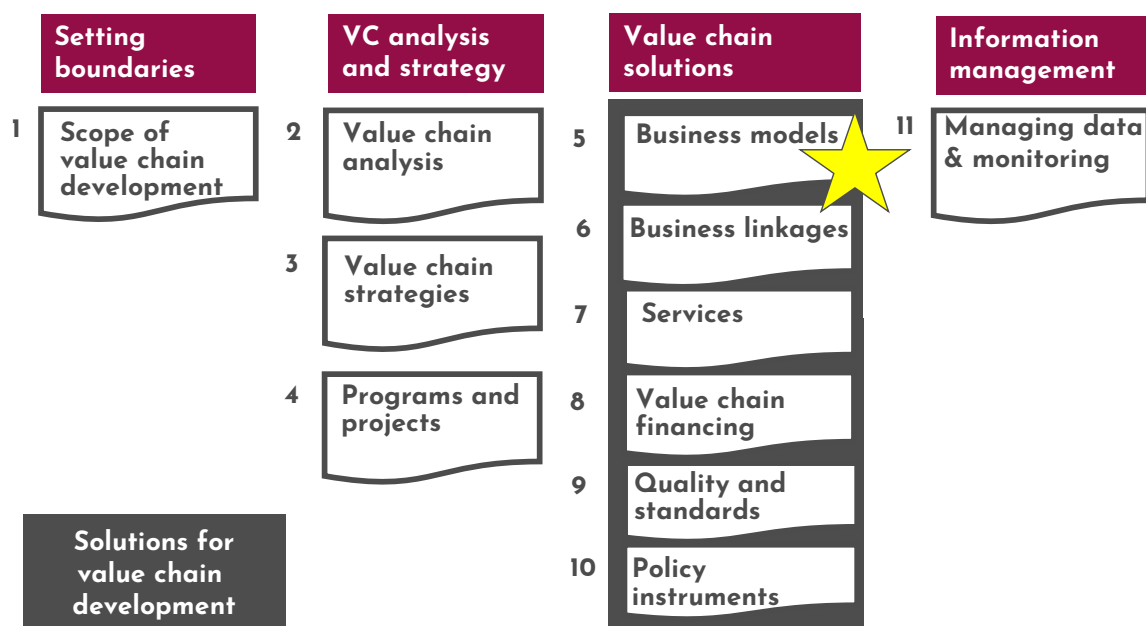 Setting
boundaries
1
Scope of
value chain
development
VC analysis
and strategy
2
Value chain
analysis
3
Value chain
strategies
4
Programs and
projects
Value chain
solutions
5
Business models
6
Business linkages
7
Services
8
Value chain
financing
9
Quality and
standards
10
Policy
instruments
Information
management
11
Managing data
& monitoring
Solutions for
value chain
development